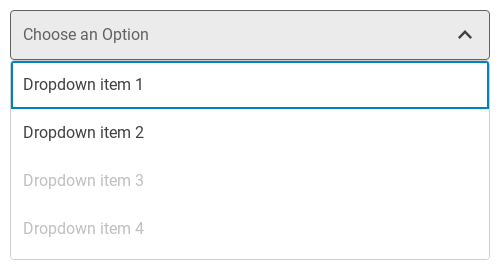 Choose an Option
Dropdown item 1
Dropdown item 2
Dropdown item 3
Dropdown item 4